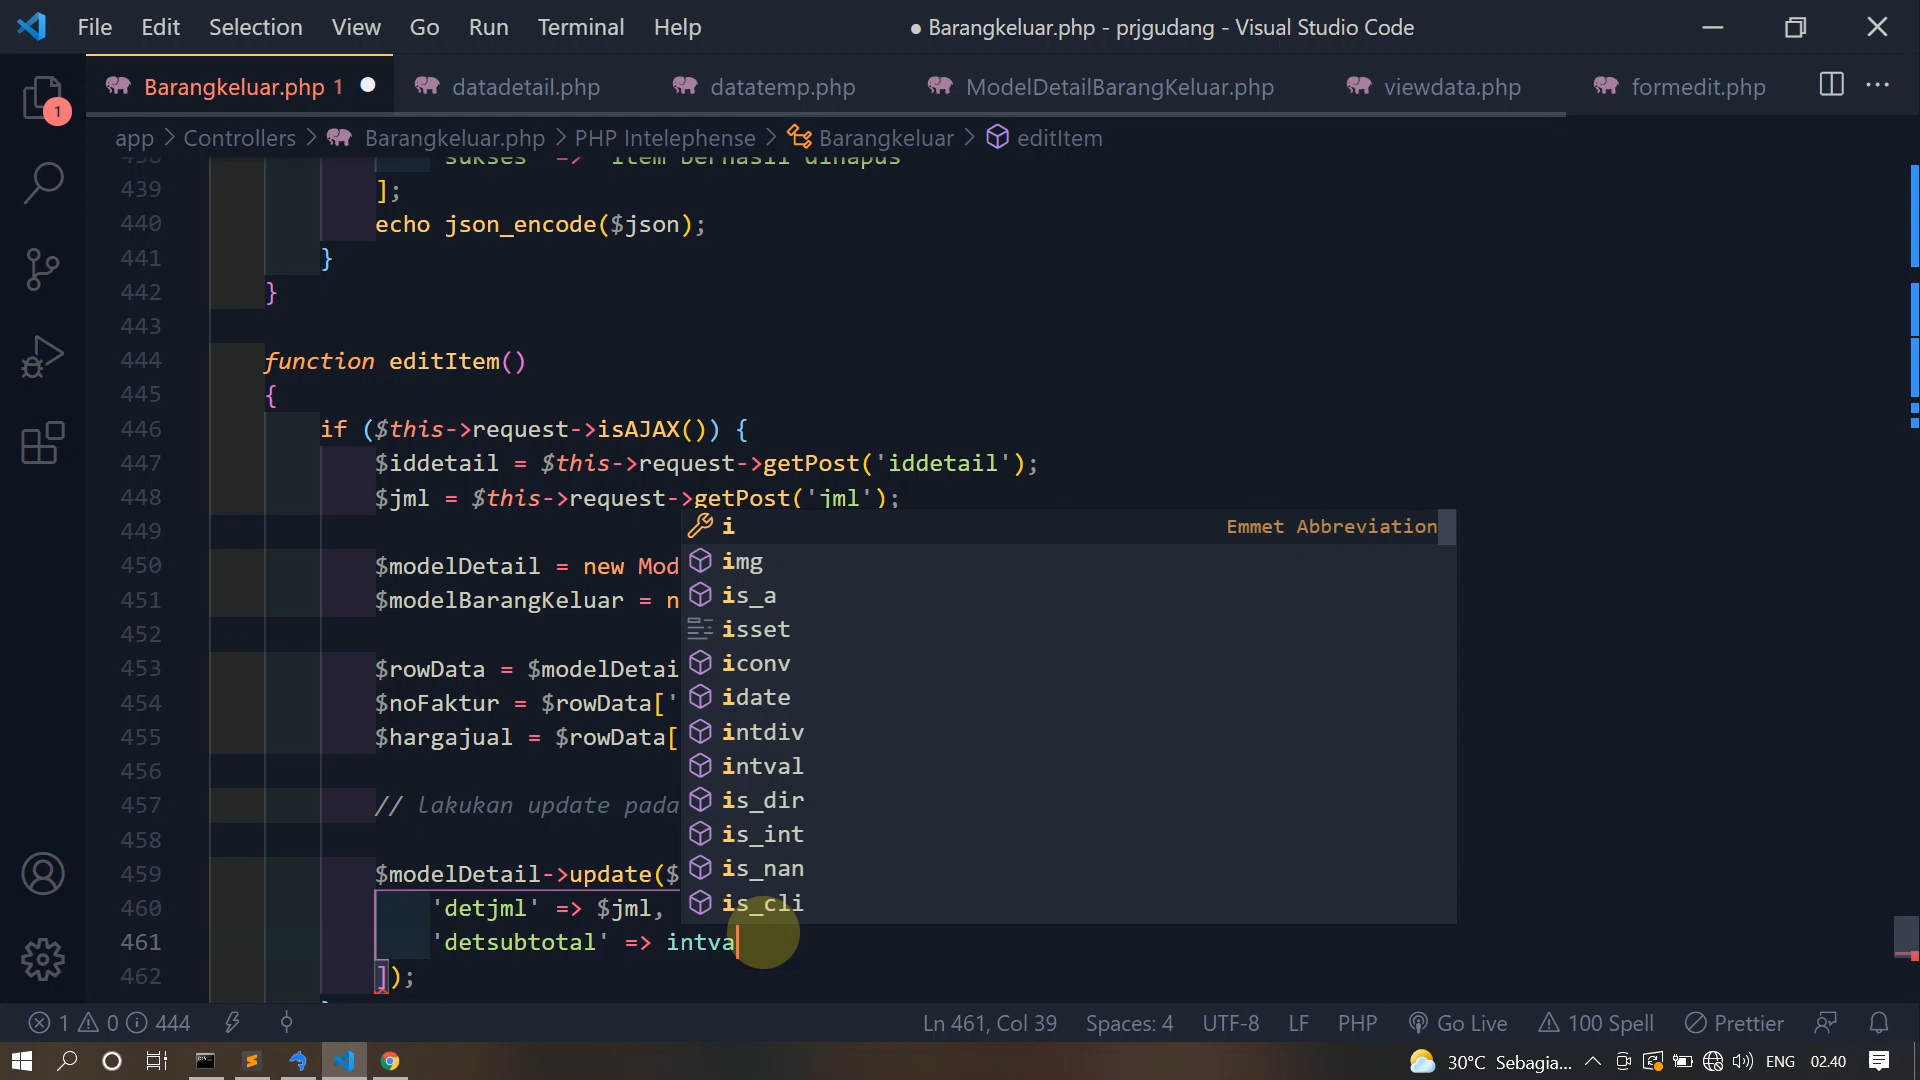 File Edit Selection View Go Run Terminal Help
● Barangkeluar.php - prjgudang - Visual Studio Code
Barangkeluar.php 1 datadetail.php datatemp.php ModelDetailBarangKeluar.php viewdata.php formedit.php
1
app > Controllers > Barangkeluar.php > PHP Intelephense > Barangkeluar > editItem
438 'sukses' => 'Item berhasil dihapus'
439 ];
440 echo json_encode($json);
441 }
442 }
443
444 function editItem()
445 {
446 if ($this->request->isAJAX()) {
447 $iddetail = $this->request->getPost('iddetail');
448 $jml = $this->request->getPost('jml');
449
450 $modelDetail = new Mod
451 $modelBarangKeluar = n
452
453 $rowData = $modelDetai
454 $noFaktur = $rowData['
455 $hargajual = $rowData[
456
457 // Lakukan update pada
458
459 $modelDetail->update($
460 'detjml' => $jml,
461 'detsubtotal' => intva
462 ]);
i Emmet Abbreviation
img
is_a
isset
iconv
idate
intdiv
intval
is_dir
is_int
is_nan
is_cli
1 0 444 Ln 461, Col 39 Spaces: 4 UTF-8 LF PHP Go Live 100 Spell Prettier
30°C Sebagia... ENG 02.40